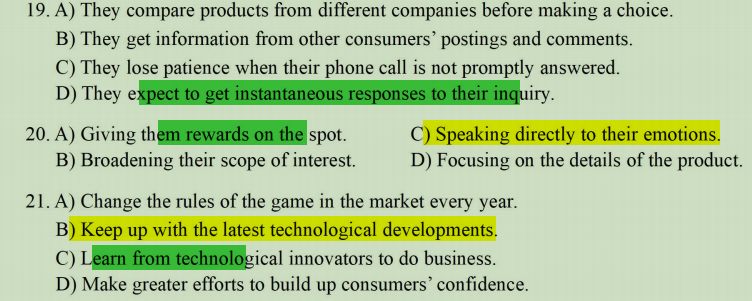 19. A) They compare products from different companies before making a choice.
B) They get information from other consumers’ postings and comments.
C) They lose patience when their phone call is not promptly answered.
D) They expect to get instantaneous responses to their inquiry.
20. A) Giving them rewards on the spot. C) Speaking directly to their emotions.
B) Broadening their scope of interest. D) Focusing on the details of the product.
21. A) Change the rules of the game in the market every year.
B) Keep up with the latest technological developments.
C) Learn from technological innovators to do business.
D) Make greater efforts to build up consumers’ confidence.